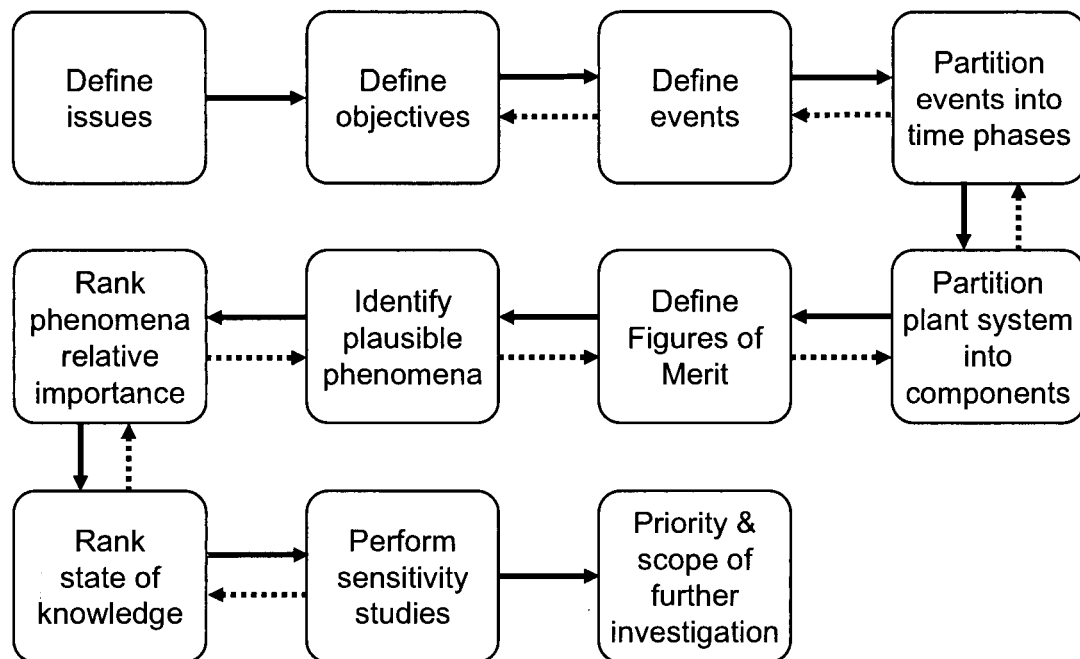 Define
issues
Define
objectives
Define
events
Partition
events into
time phases
Rank
phenomena
relative
importance
Identify
plausible
phenomena
Define
Figures of
Merit
Partition
plant system
into
components
Rank
state of
knowledge
Perform
sensitivity
studies
Priority &
scope of
further
investigation